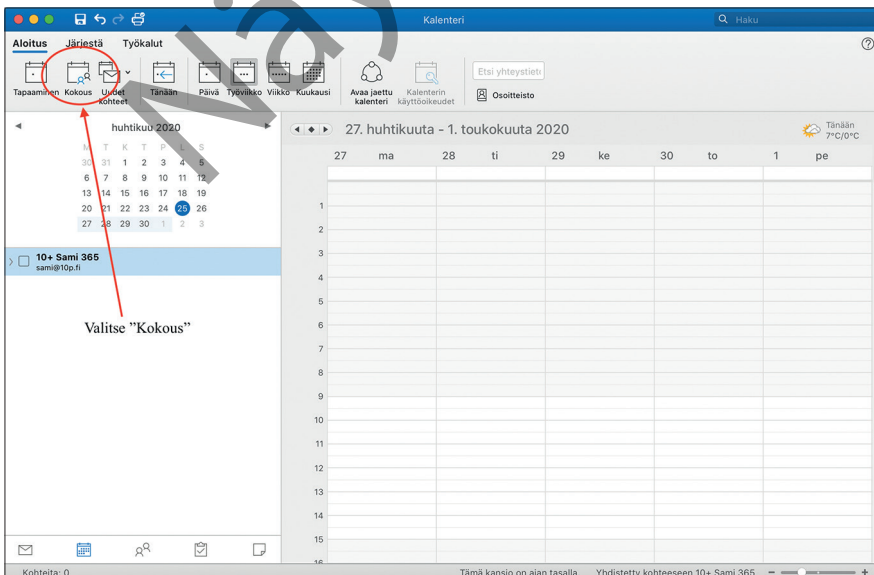 Kalenteri
Haku
Aloitus Järjestä Työkalut
Tapaaminen Kokous Uudet kohteet Tänään Päivä Työviikko Viikko Kuukausi Avaa jaettu kalenteri Kalenterin käyttöoikeudet
Etsi yhteystieto
Osoitteisto
huhtikuu 2020
M T K T P L S
30 31 1 2 3 4 5
6 7 8 9 10 11 12
13 14 15 16 17 18 19
20 21 22 23 24 25 26
27 28 29 30 1 2 3
10+ Sami 365
sami@10p.fi
Valitse ”Kokous”
27. huhtikuuta - 1. toukokuuta 2020
Tänään
7°C/0°C
27 ma 28 ti 29 ke 30 to 1 pe
1
2
3
4
5
6
7
8
9
10
11
12
13
14
15
16
Kohteita: 0
Tämä kansio on ajan tasalla. Yhdistetty kohteeseen 10+ Sami 365